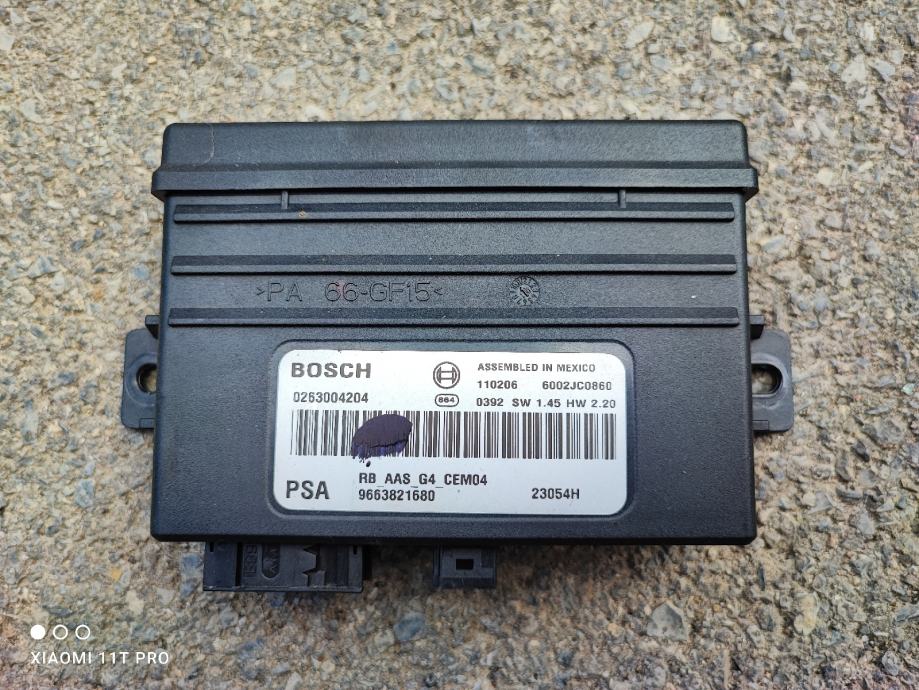 >PA 66-GF15<
BOSCH
ASSEMBLED IN MEXICO
110206 6002JC0860
0263004204
864 0392 SW 1.45 HW 2.20
RB_AAS_G4_CEM04
PSA 9663821680 23054H
XIAOMI 11T PRO